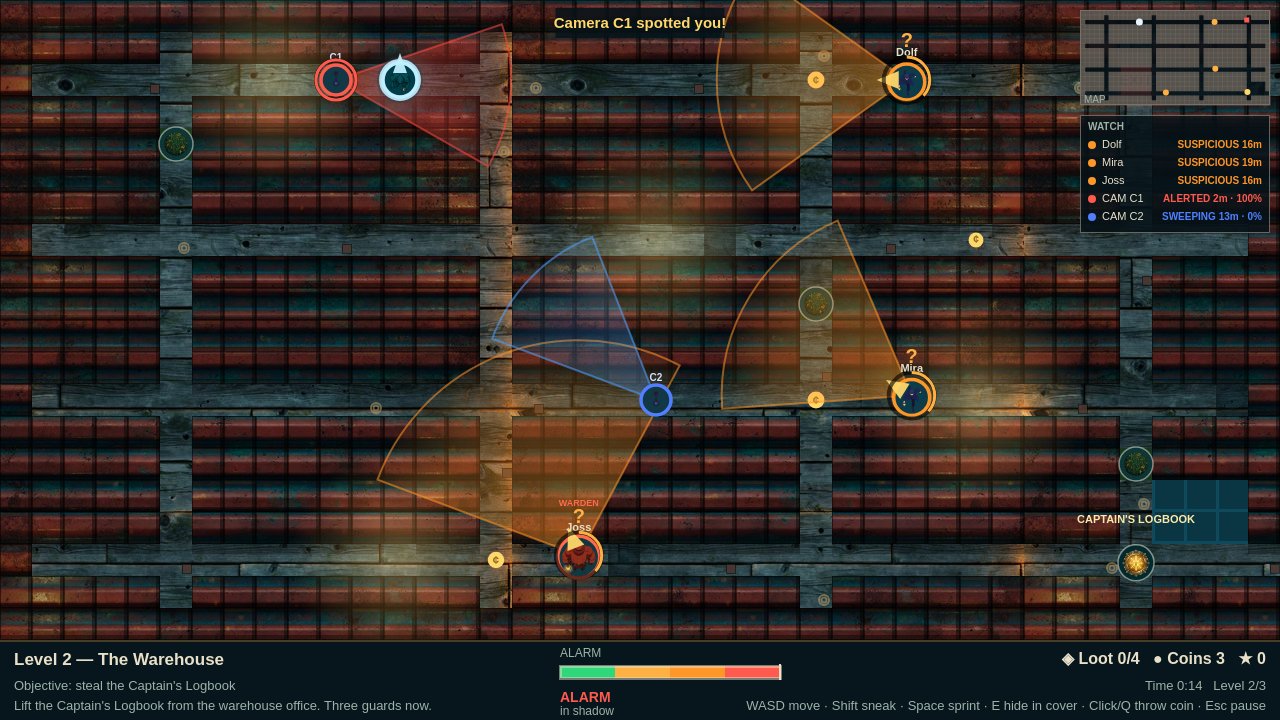 Camera C1 spotted you!
C1
?
Dolf
MAP
WATCH
Dolf SUSPICIOUS 16m
Mira SUSPICIOUS 19m
Joss SUSPICIOUS 16m
CAM C1 ALERTED 2m · 100%
CAM C2 SWEEPING 13m · 0%
?
Mira
C2
WARDEN
?
Joss
CAPTAIN'S LOGBOOK
Level 2 — The Warehouse
Objective: steal the Captain's Logbook
Lift the Captain's Logbook from the warehouse office. Three guards now.
ALARM
ALARM
in shadow
◈ Loot 0/4 ● Coins 3 ★ 0
Time 0:14 Level 2/3
WASD move · Shift sneak · Space sprint · E hide in cover · Click/Q throw coin · Esc pause